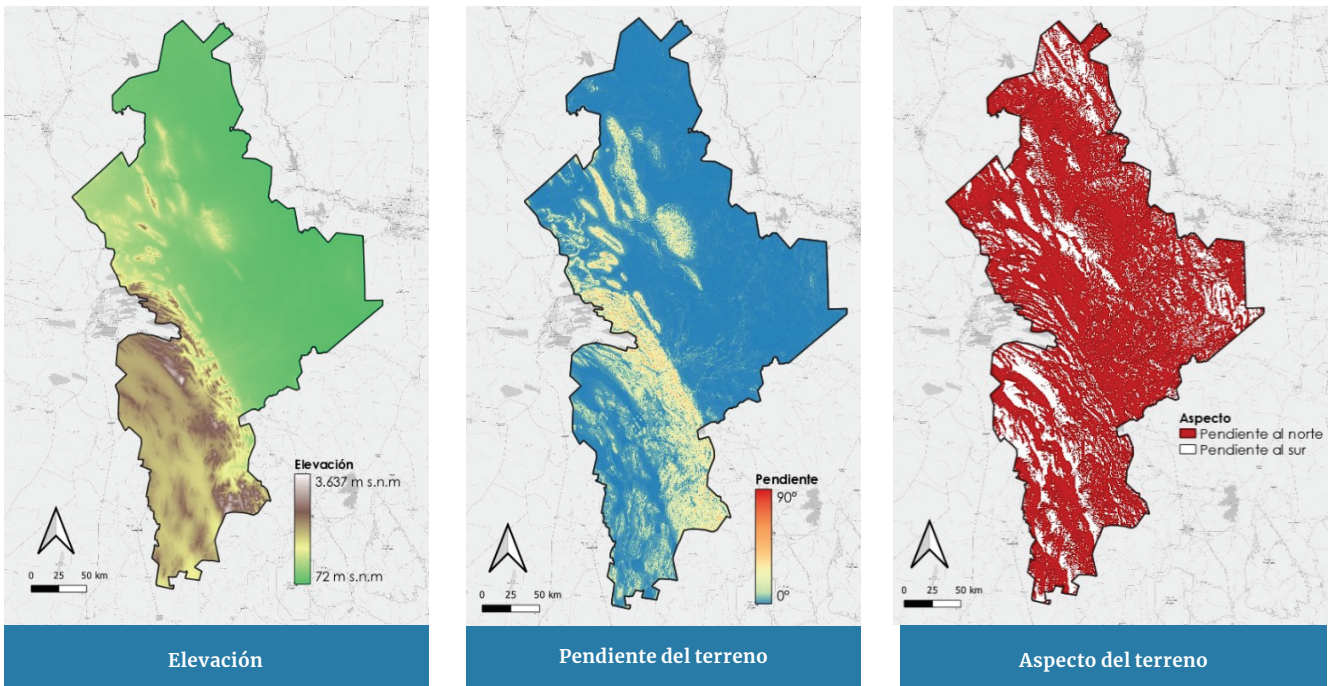 Elevación
3.637 m s.n.m
72 m s.n.m
0 25 50 km
Elevación
Pendiente
90°
0°
0 25 50 km
Pendiente del terreno
Aspecto
Pendiente al norte
Pendiente al sur
0 25 50 km
Aspecto del terreno